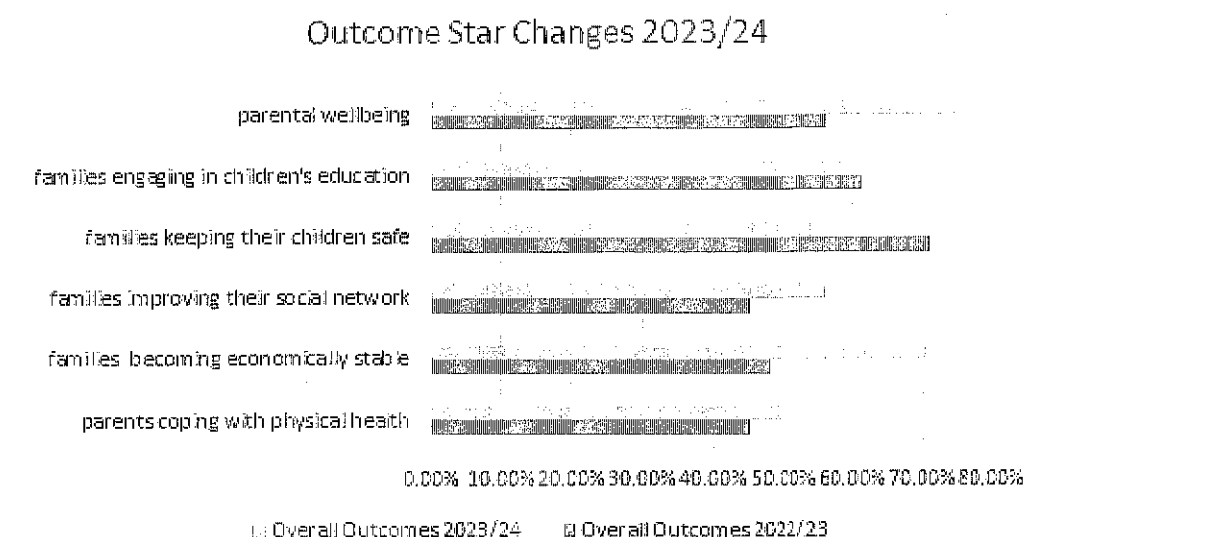 Outcome Star Changes 2023/24
parental wellbeing
families engaging in children's education
families keeping their children safe
families improving their social network
families becoming economically stable
parents coping with physical health
0.00% 10.00% 20.00% 30.00% 40.00% 50.00% 60.00% 70.00% 80.00%
Overall Outcomes 2023/24 Overall Outcomes 2022/23